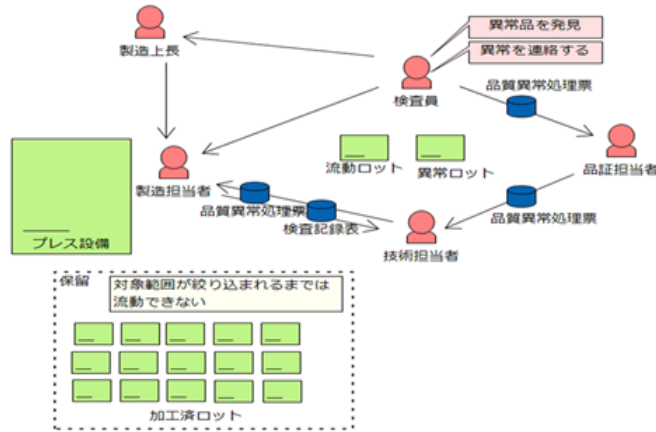 異常品を発見
製造上長
異常を連絡する
検査員
品質異常処理票
流動ロット
異常ロット
品証担当者
製造担当者
品質異常処理票
品質異常処理票
検査記録表
プレス設備
技術担当者
保留
対象範囲が絞り込まれるまでは
流動できない
加工済ロット